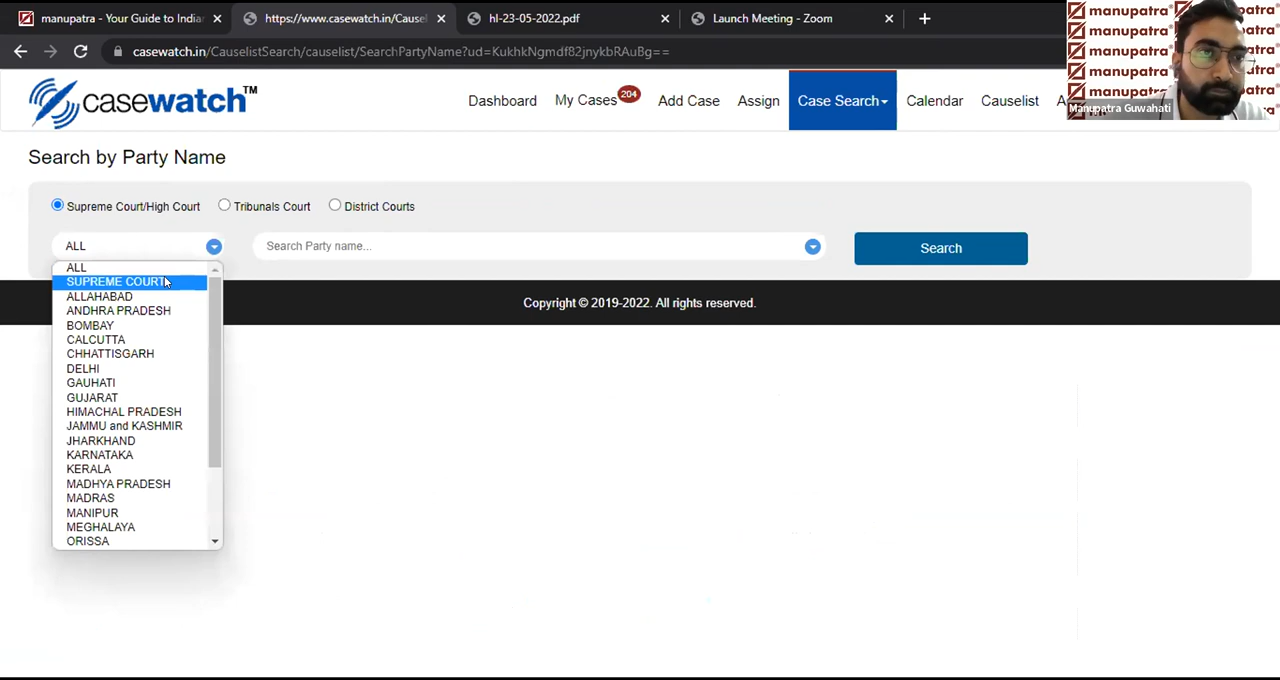 manupatra - Your Guide to Indian
https://www.casewatch.in/Cause
hl-23-05-2022.pdf
Launch Meeting - Zoom
casewatch.in/CauselistSearch/causelist/SearchPartyName?ud=KukhkNgmdf82jnykbRAuBg==
manupatra
manupatra
manupatra
manupatra
manupatra
Manupatra Guwahati
casewatch TM
Dashboard
My Cases 204
Add Case
Assign
Case Search
Calendar
Causelist
Search by Party Name
Supreme Court/High Court
Tribunals Court
District Courts
ALL
Search Party name...
Search
ALL
SUPREME COURT
ALLAHABAD
ANDHRA PRADESH
BOMBAY
CALCUTTA
CHHATTISGARH
DELHI
GAUHATI
GUJARAT
HIMACHAL PRADESH
JAMMU and KASHMIR
JHARKHAND
KARNATAKA
KERALA
MADHYA PRADESH
MADRAS
MANIPUR
MEGHALAYA
ORISSA
Copyright © 2019-2022. All rights reserved.